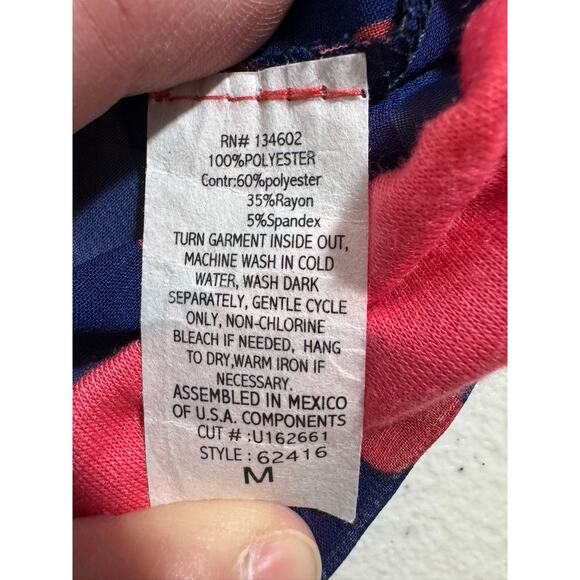 RN# 134602
100%POLYESTER
Contr:60%polyester
35%Rayon
5%Spandex
TURN GARMENT INSIDE OUT,
MACHINE WASH IN COLD
WATER, WASH DARK
SEPARATELY, GENTLE CYCLE
ONLY, NON-CHLORINE
BLEACH IF NEEDED, HANG
TO DRY,WARM IRON IF
NECESSARY.
ASSEMBLED IN MEXICO
OF U.S.A. COMPONENTS
CUT # :U162661
STYLE : 62416
M